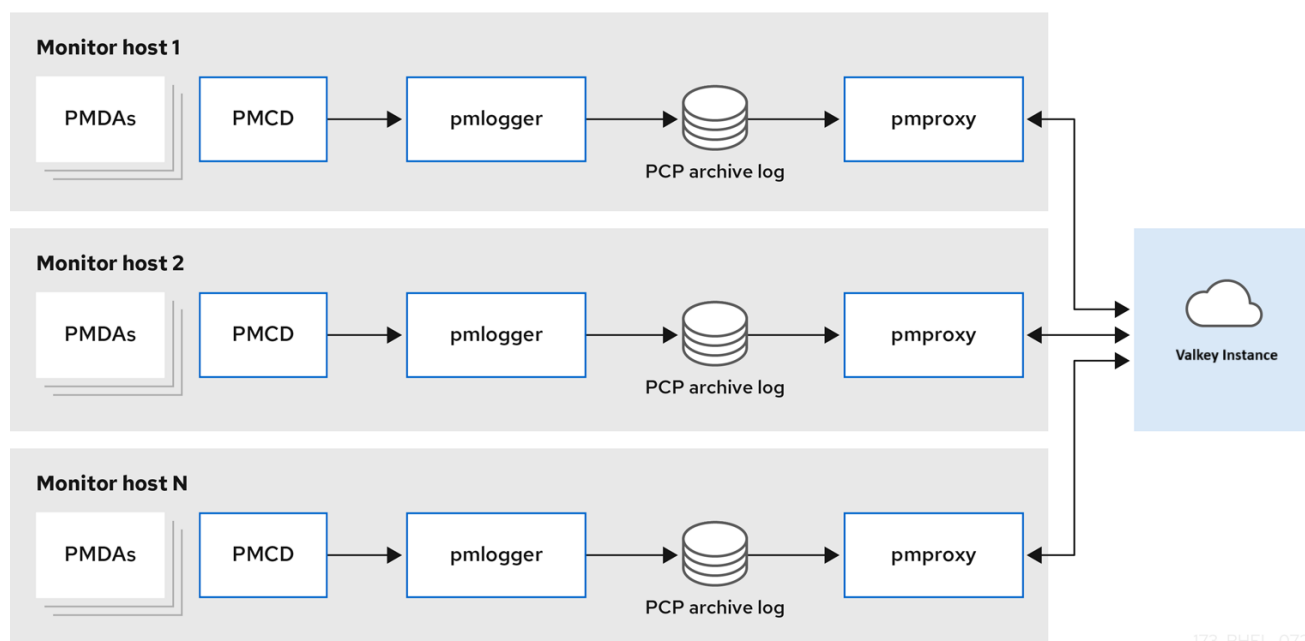 Monitor host 1
PMDAs
PMCD
pmlogger
PCP archive log
pmproxy
Monitor host 2
PMDAs
PMCD
pmlogger
PCP archive log
pmproxy
Valkey Instance
Monitor host N
PMDAs
PMCD
pmlogger
PCP archive log
pmproxy